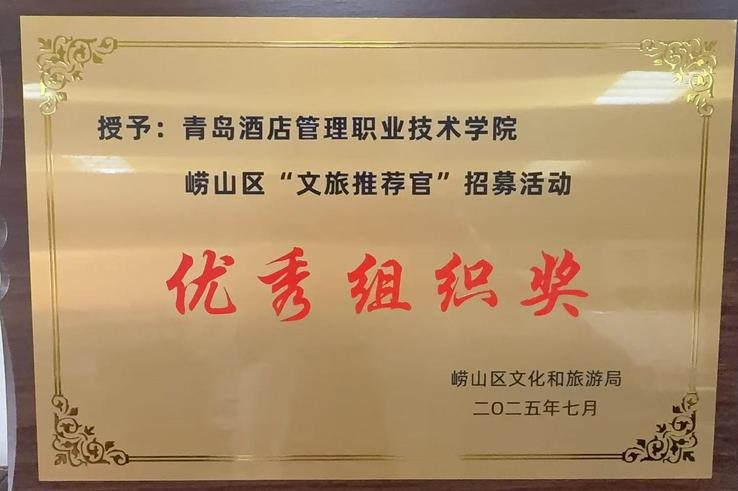 授予：青岛酒店管理职业技术学院
崂山区“文旅推荐官”招募活动
优秀组织奖
崂山区文化和旅游局
二〇二五年七月